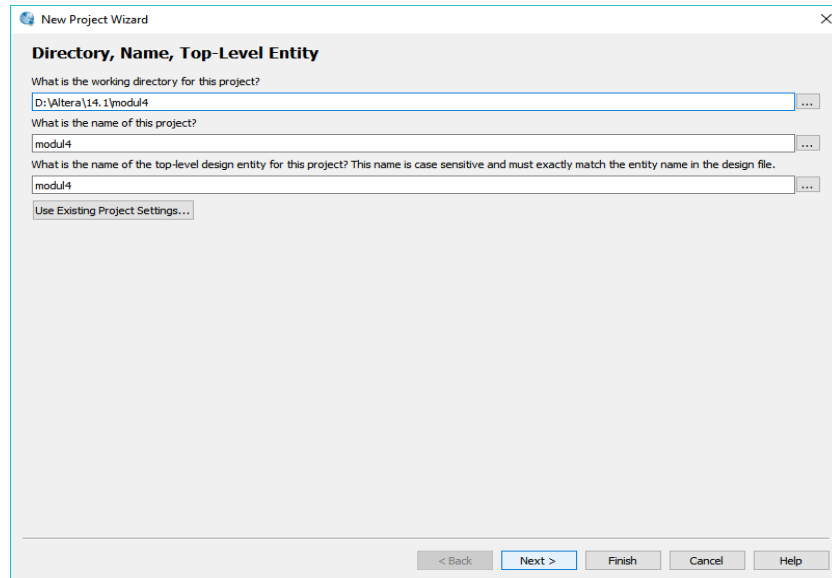 New Project Wizard
Directory, Name, Top-Level Entity
What is the working directory for this project?
D:\Altera\14.1\modul4
...
What is the name of this project?
modul4
...
What is the name of the top-level design entity for this project? This name is case sensitive and must exactly match the entity name in the design file.
modul4
...
Use Existing Project Settings...
< Back Next > Finish Cancel Help